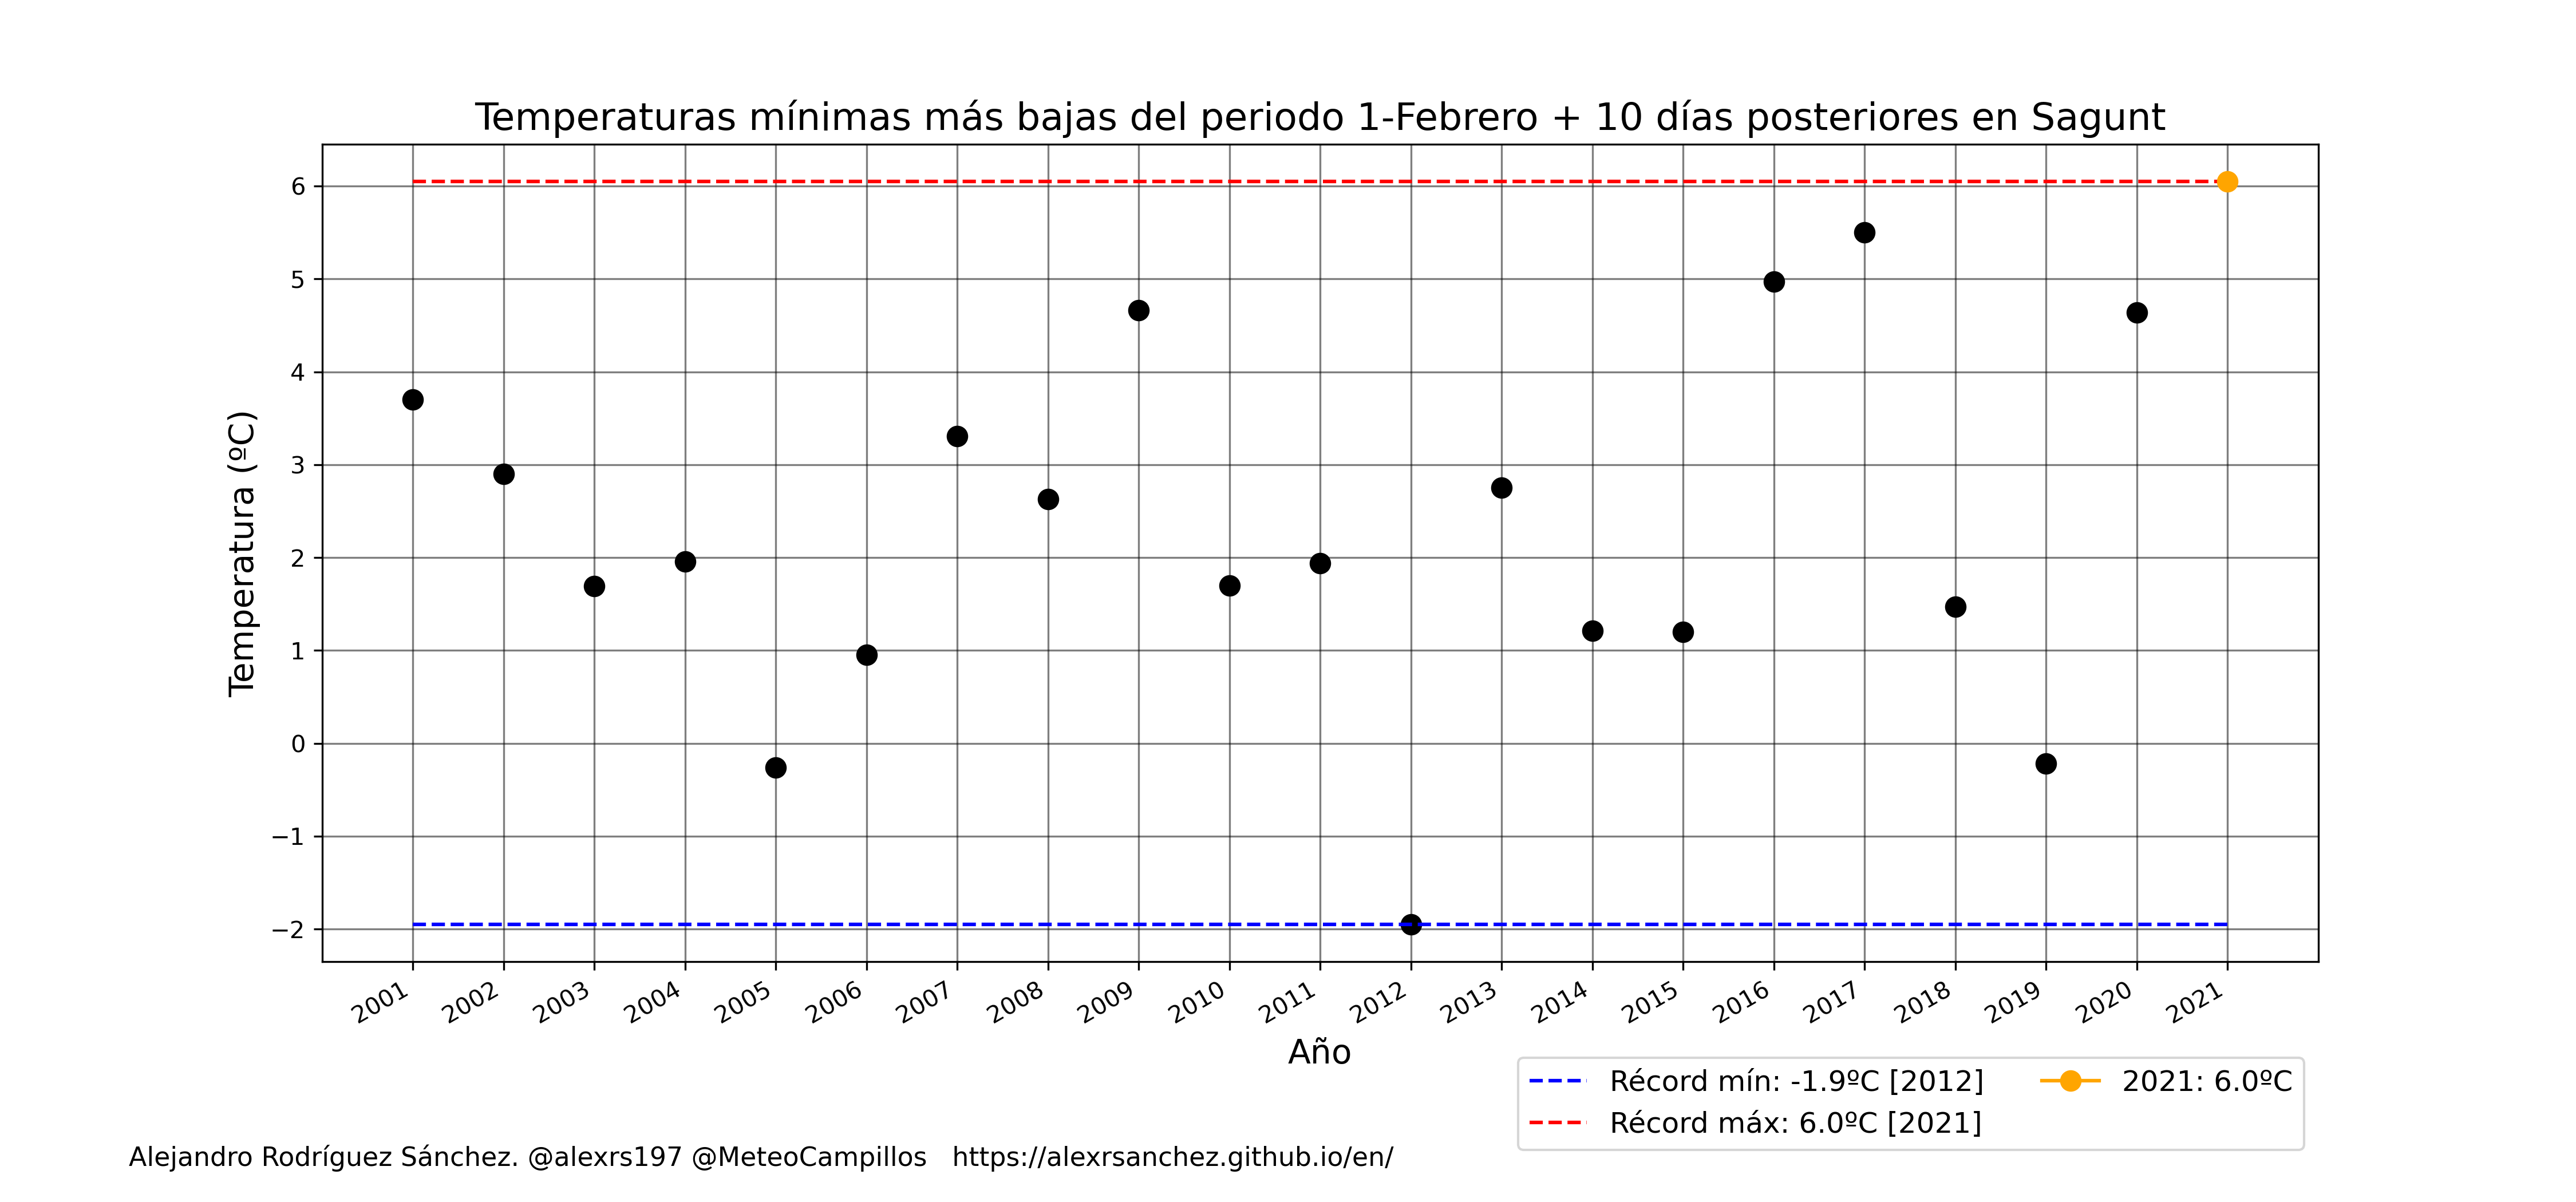 Temperaturas mínimas más bajas del periodo 1-Febrero + 10 días posteriores en Sagunt
Temperatura (ºC)
6
5
4
3
2
1
0
−1
−2
2001 2002 2003 2004 2005 2006 2007 2008 2009 2010 2011 2012 2013 2014 2015 2016 2017 2018 2019 2020 2021
Año
Récord mín: -1.9ºC [2012]
Récord máx: 6.0ºC [2021]
2021: 6.0ºC
Alejandro Rodríguez Sánchez. @alexrs197 @MeteoCampillos https://alexrsanchez.github.io/en/